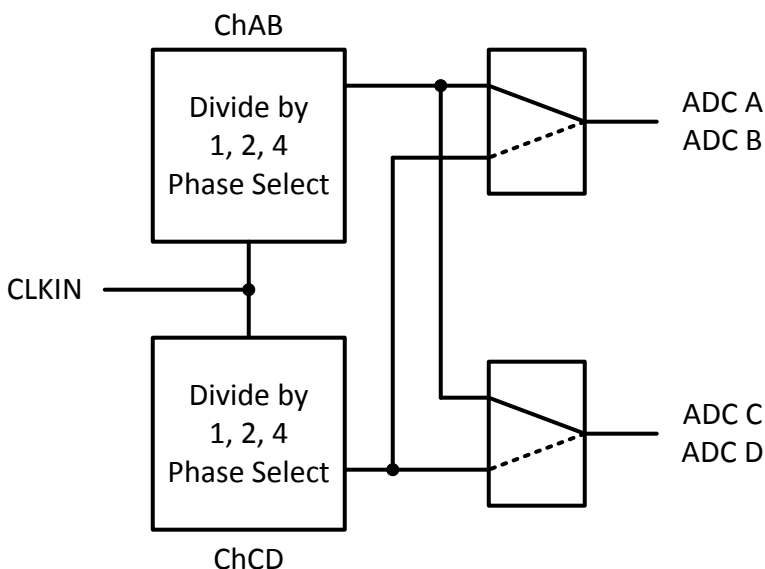 ChAB
Divide by
1, 2, 4
Phase Select
ADC A
ADC B
CLKIN
Divide by
1, 2, 4
Phase Select
ADC C
ADC D
ChCD